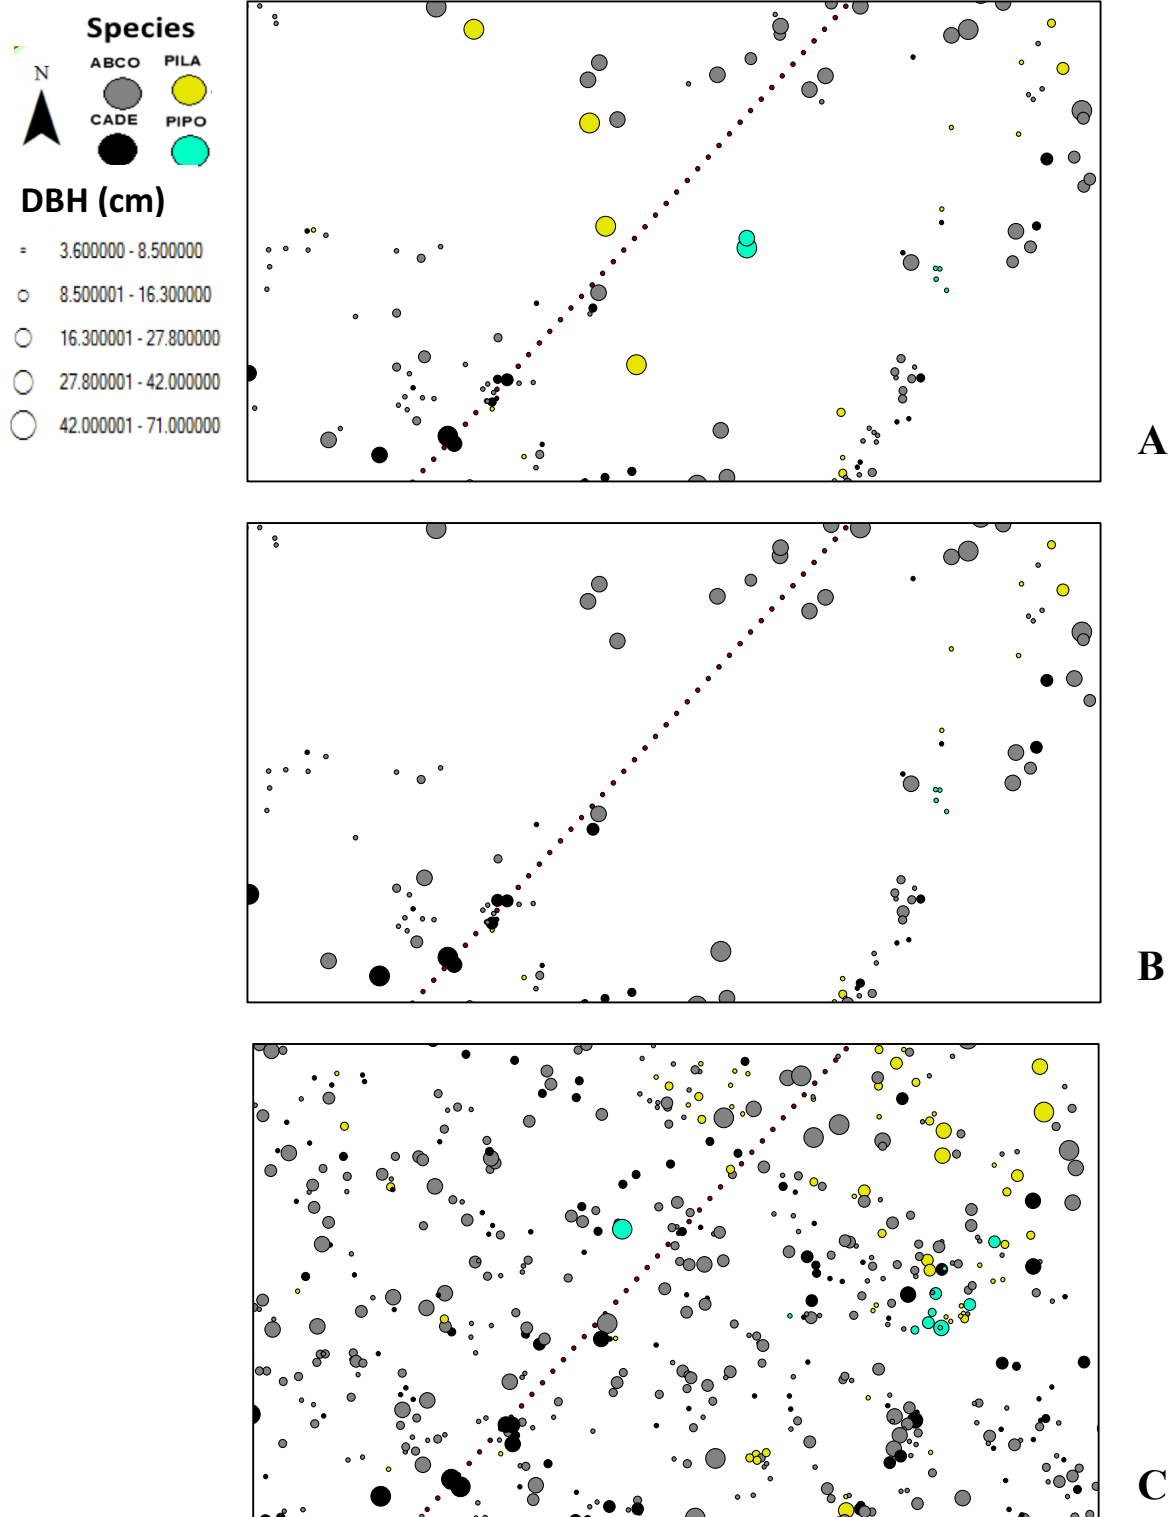 Species
ABCO PILA
N
CADE PIPO
DBH (cm)
3.600000 - 8.500000
8.500001 - 16.300000
16.300001 - 27.800000
27.800001 - 42.000000
42.000001 - 71.000000
A
B
C